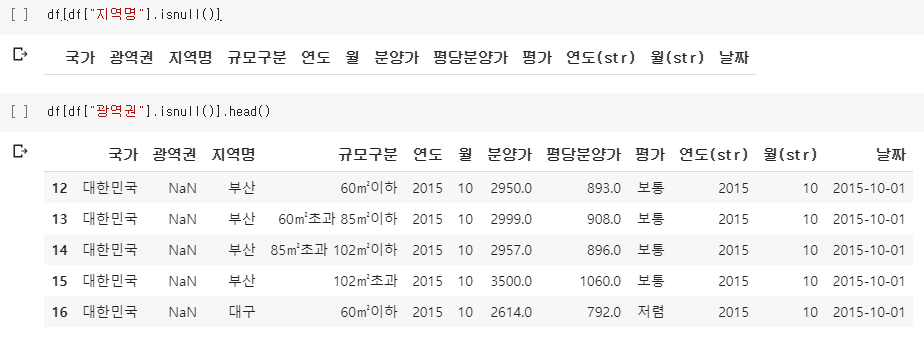 [ ] df[df["지역명"].isnull()]
국가 광역권 지역명 규모구분 연도 월 분양가 평당분양가 평가 연도(str) 월(str) 날짜
[ ] df[df["광역권"].isnull()].head()
국가 광역권 지역명 규모구분 연도 월 분양가 평당분양가 평가 연도(str) 월(str) 날짜
12 대한민국 NaN 부산 60㎡이하 2015 10 2950.0 893.0 보통 2015 10 2015-10-01
13 대한민국 NaN 부산 60㎡초과 85㎡이하 2015 10 2999.0 908.0 보통 2015 10 2015-10-01
14 대한민국 NaN 부산 85㎡초과 102㎡이하 2015 10 2957.0 896.0 보통 2015 10 2015-10-01
15 대한민국 NaN 부산 102㎡초과 2015 10 3500.0 1060.0 보통 2015 10 2015-10-01
16 대한민국 NaN 대구 60㎡이하 2015 10 2614.0 792.0 저렴 2015 10 2015-10-01